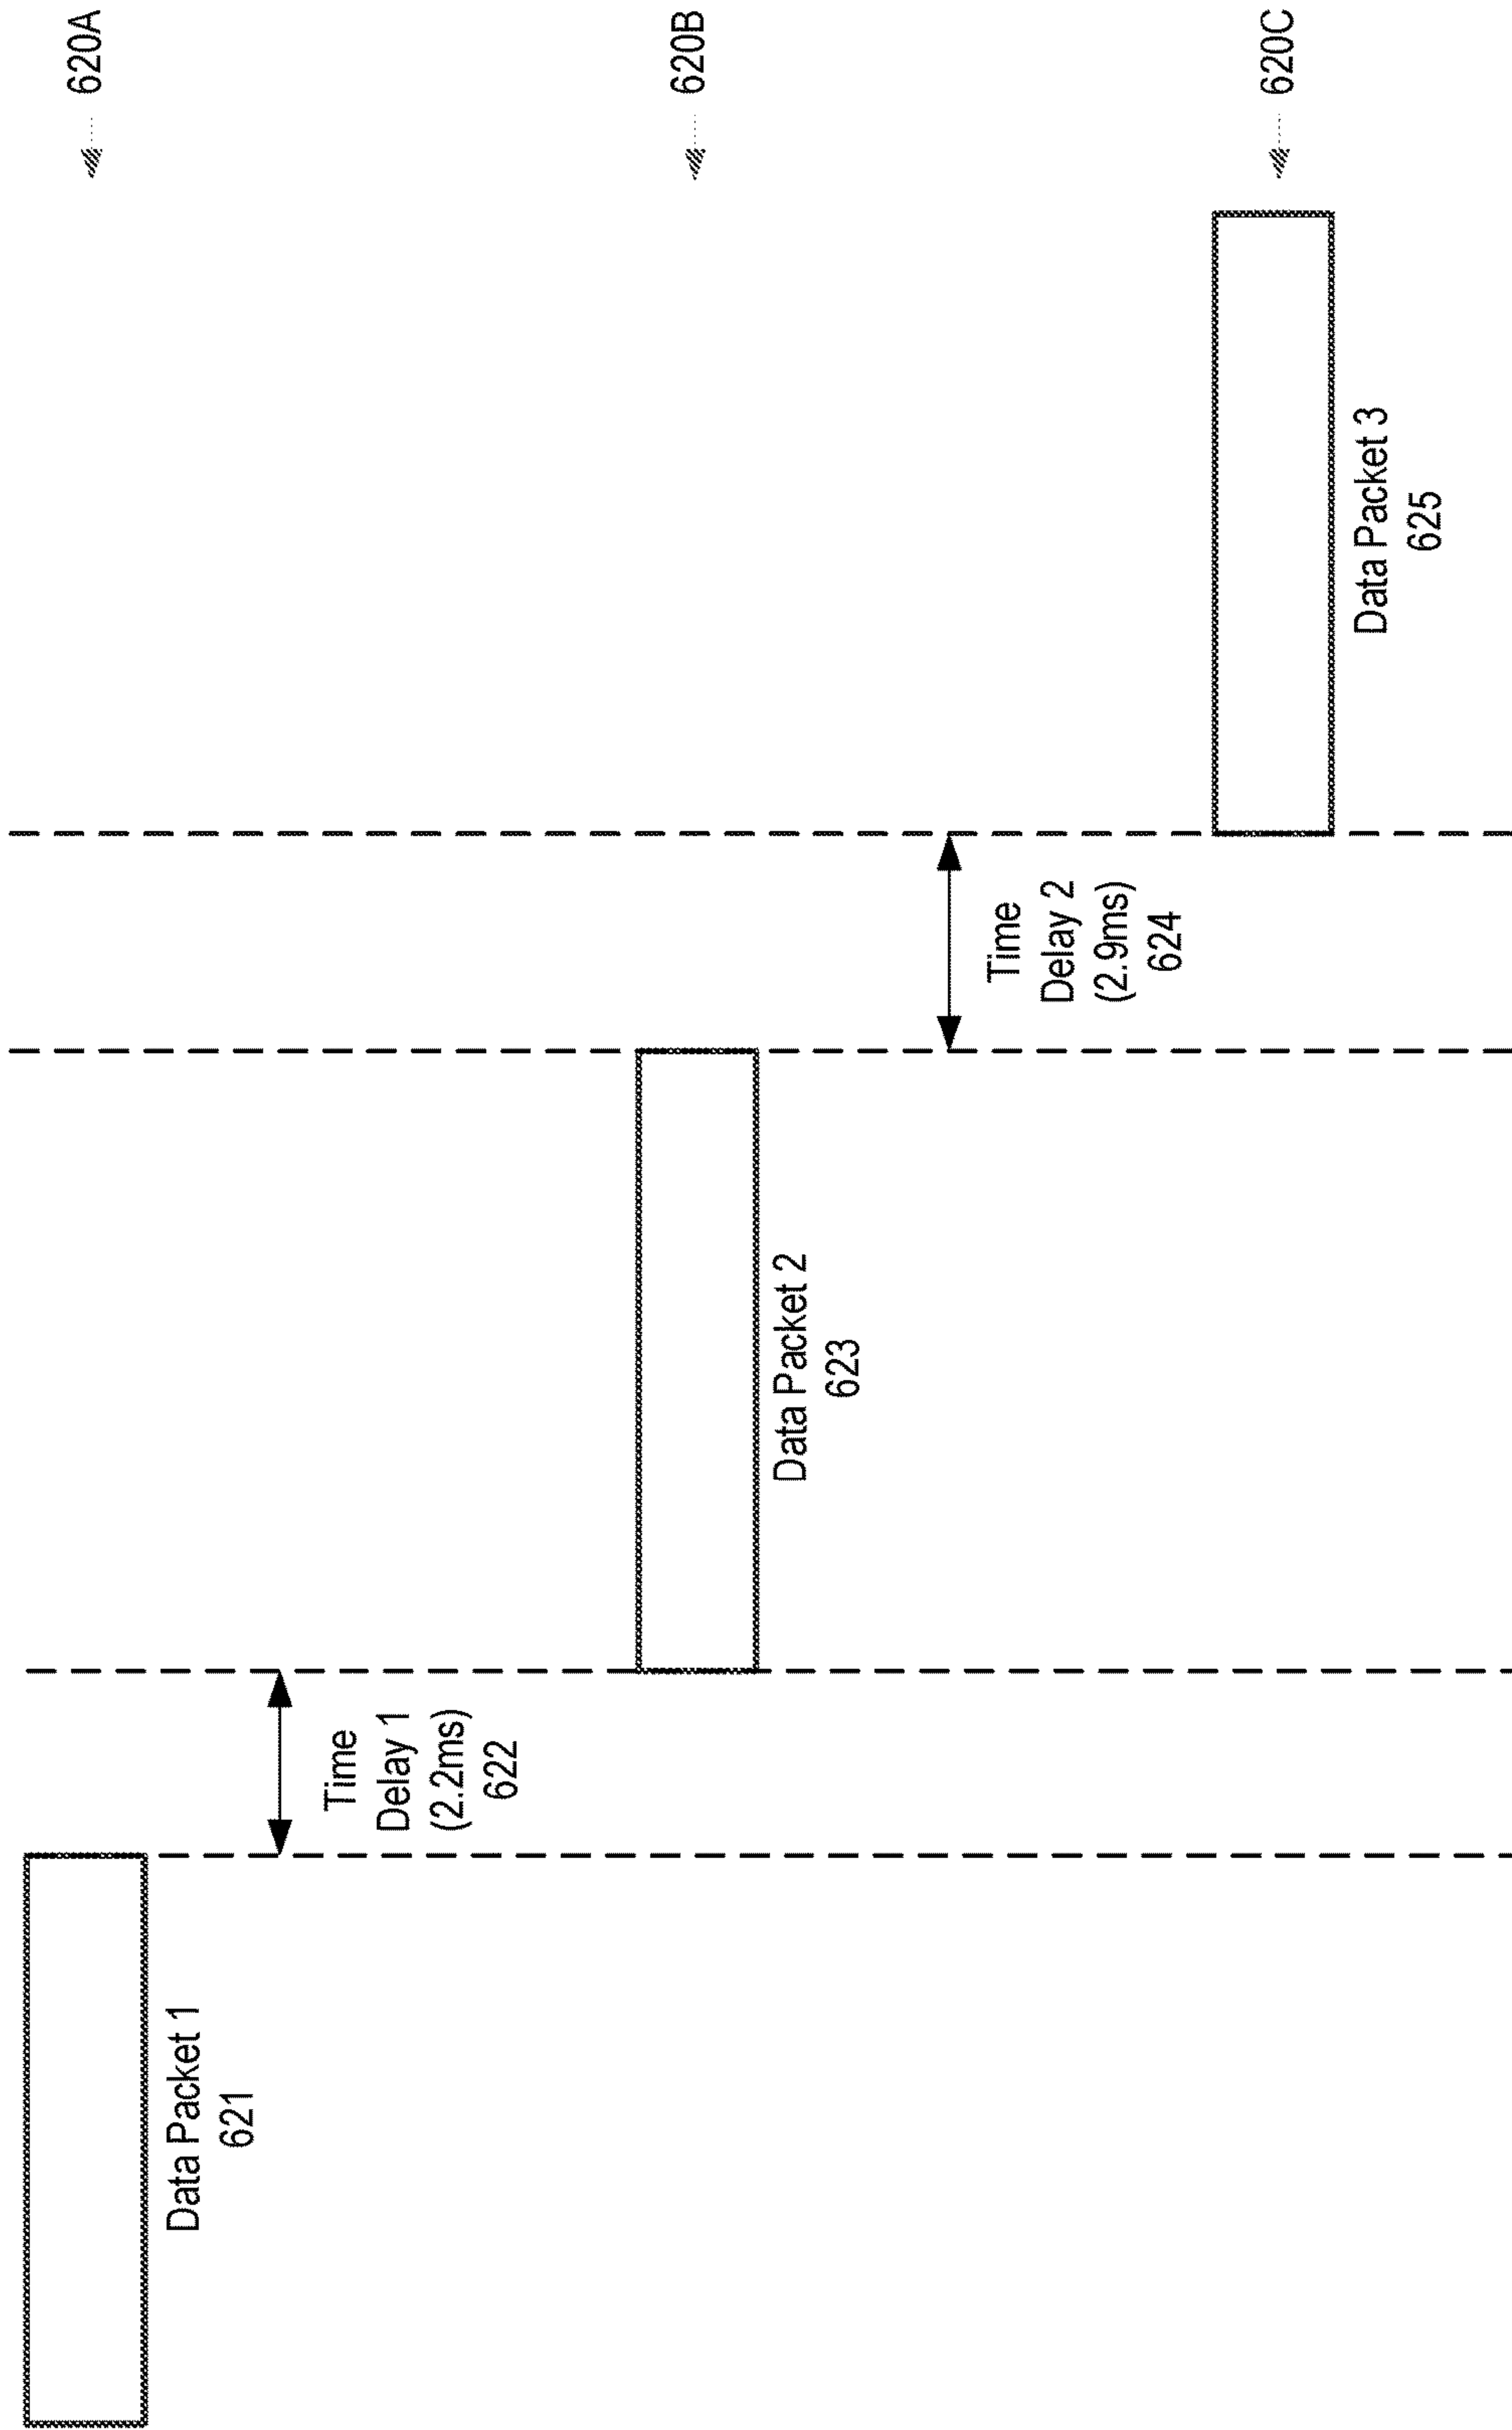 620A
Data Packet 1
621
Time
Delay 1
(2.2ms)
622
620B
Data Packet 2
623
Time
Delay 2
(2.9ms)
624
620C
Data Packet 3
625